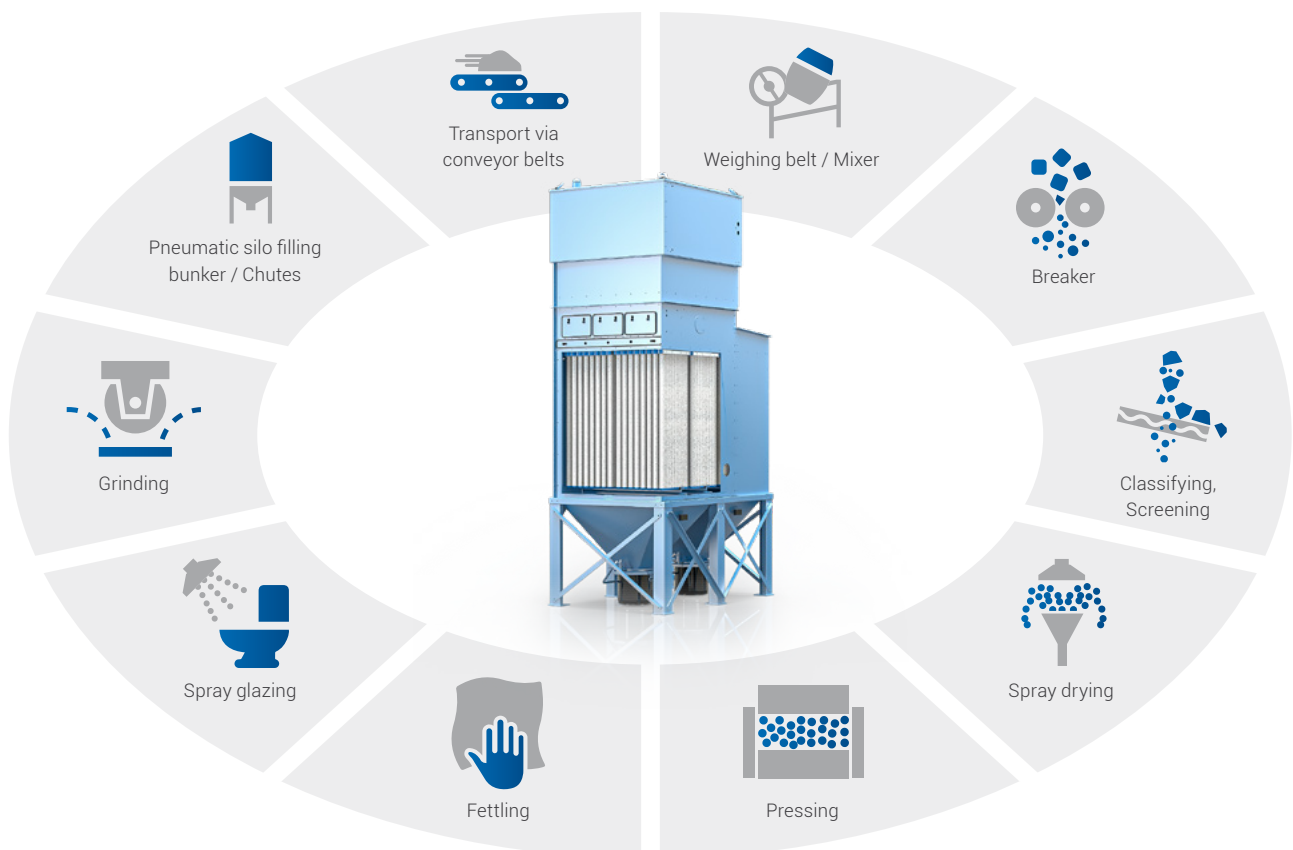 Transport via
conveyor belts
Weighing belt / Mixer
Pneumatic silo filling
bunker / Chutes
Breaker
Grinding
Classifying,
Screening
Spray glazing
Spray drying
Fettling
Pressing